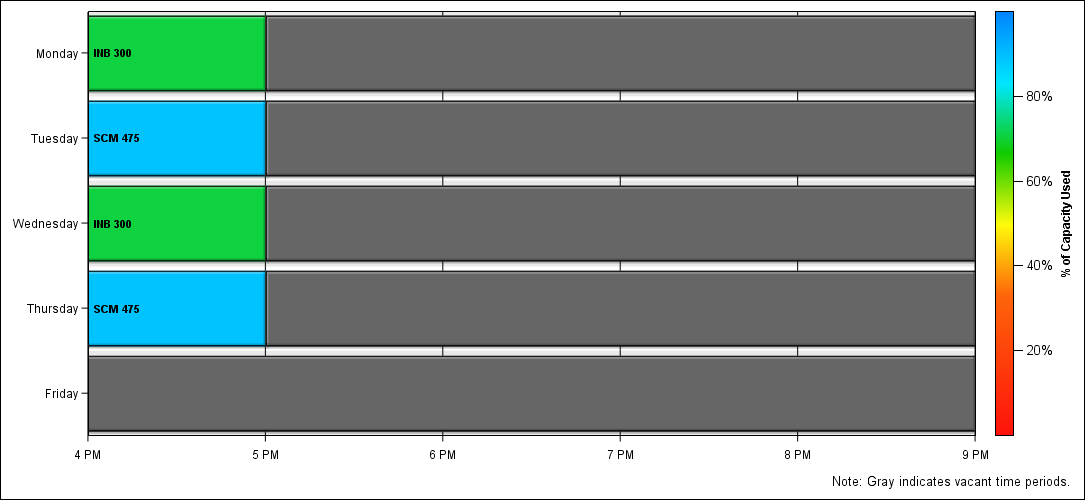 Monday
INB 300
Tuesday
SCM 475
Wednesday
INB 300
Thursday
SCM 475
Friday
4 PM 5 PM 6 PM 7 PM 8 PM 9 PM
80%
60%
40%
20%
% of Capacity Used
Note: Gray indicates vacant time periods.